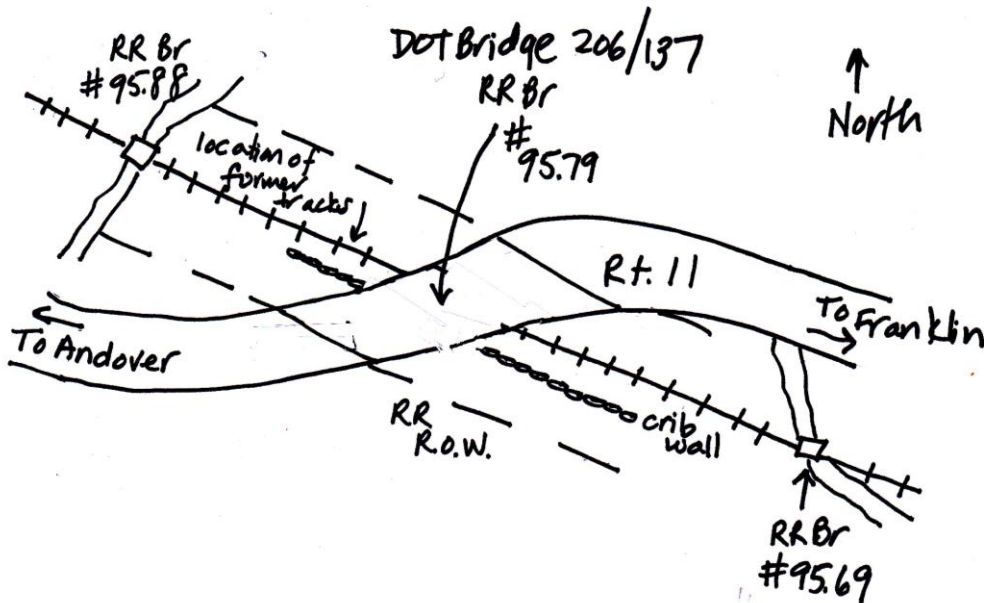 DOT Bridge 206/137
RR Br
#95.88
RR Br
#
95.79
↑
North
location of
former
tracks
Rt. 11
To Franklin
To Andover
RR
R.O.W.
crib
wall
RR Br
#95.69